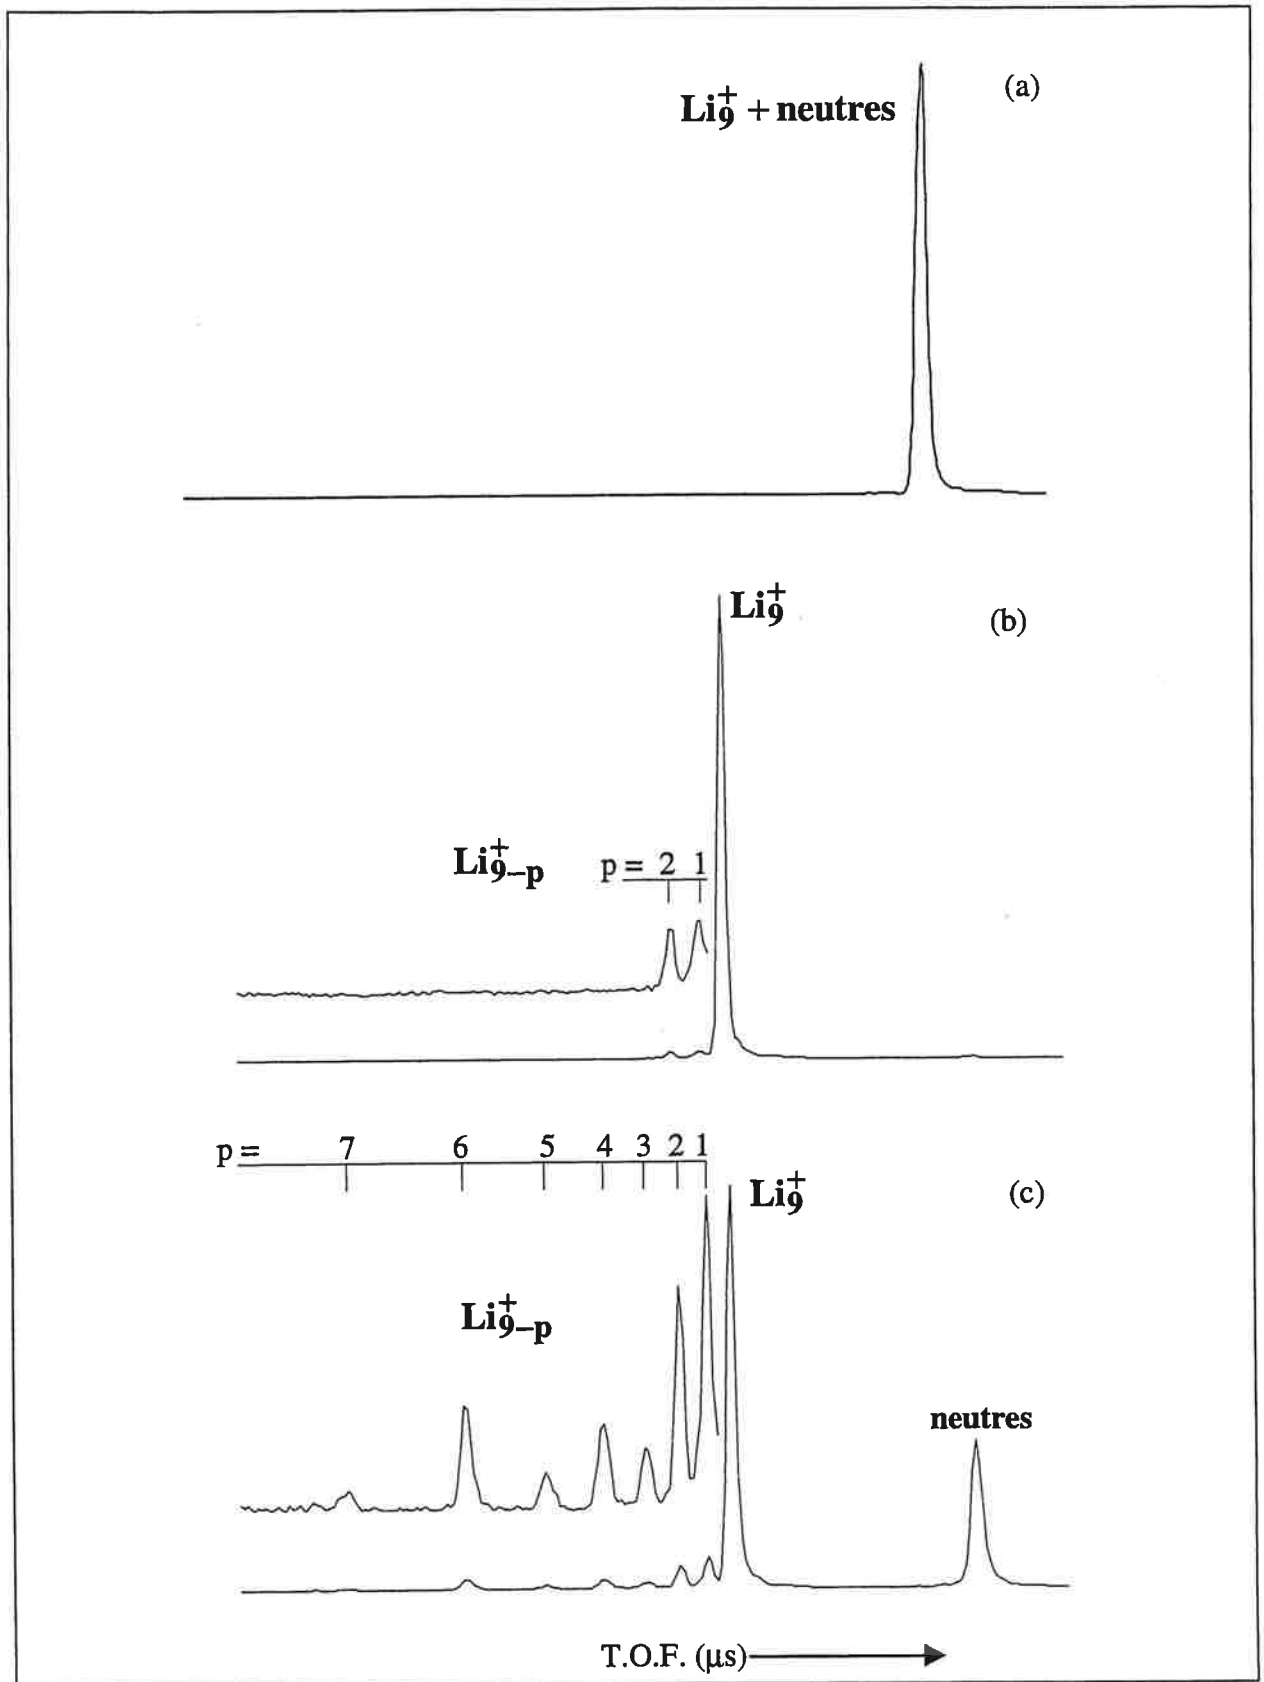 (a)
Li₉⁺ + neutres
Li₉⁺
(b)
Li₉₋ₚ⁺ p = 2 1
p = 7 6 5 4 3 2 1
Li₉⁺
(c)
Li₉₋ₚ⁺
neutres
T.O.F. (μs)